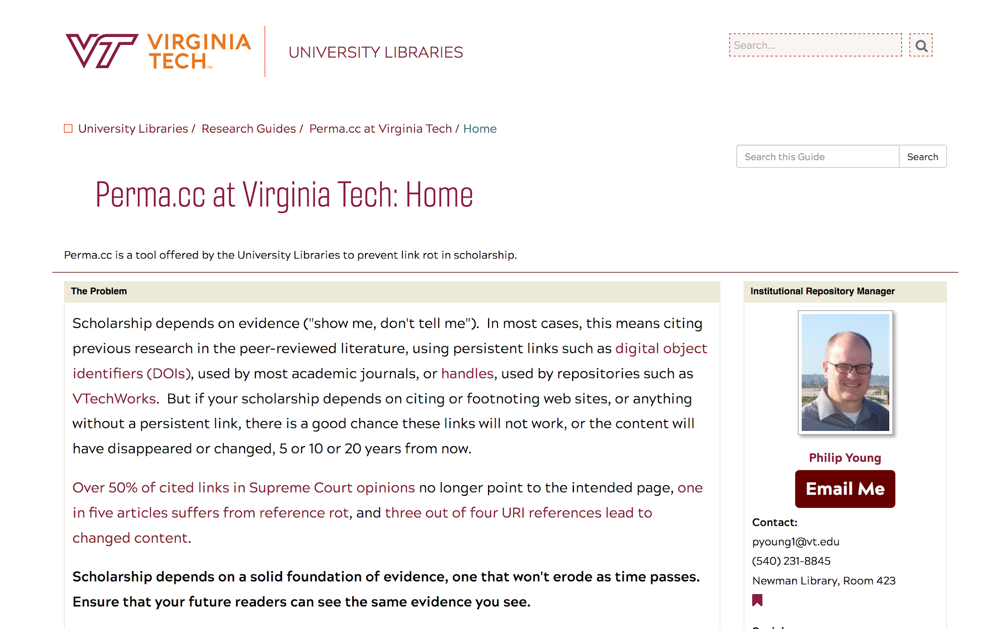 VT VIRGINIA TECH™
UNIVERSITY LIBRARIES
Search...
University Libraries / Research Guides / Perma.cc at Virginia Tech / Home
Search this Guide Search
Perma.cc at Virginia Tech: Home
Perma.cc is a tool offered by the University Libraries to prevent link rot in scholarship.
The Problem
Scholarship depends on evidence ("show me, don't tell me"). In most cases, this means citing
previous research in the peer-reviewed literature, using persistent links such as digital object
identifiers (DOIs), used by most academic journals, or handles, used by repositories such as
VTechWorks. But if your scholarship depends on citing or footnoting web sites, or anything
without a persistent link, there is a good chance these links will not work, or the content will
have disappeared or changed, 5 or 10 or 20 years from now.
Over 50% of cited links in Supreme Court opinions no longer point to the intended page, one
in five articles suffers from reference rot, and three out of four URI references lead to
changed content.
Scholarship depends on a solid foundation of evidence, one that won't erode as time passes.
Ensure that your future readers can see the same evidence you see.
Institutional Repository Manager
Philip Young
Email Me
Contact:
pyoung1@vt.edu
(540) 231-8845
Newman Library, Room 423